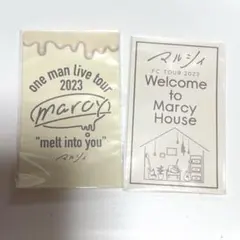 one man live tour
2023
marcy
"melt into you"
マルシィ
マルシィ
FC TOUR 2023
Welcome to
Marcy
House